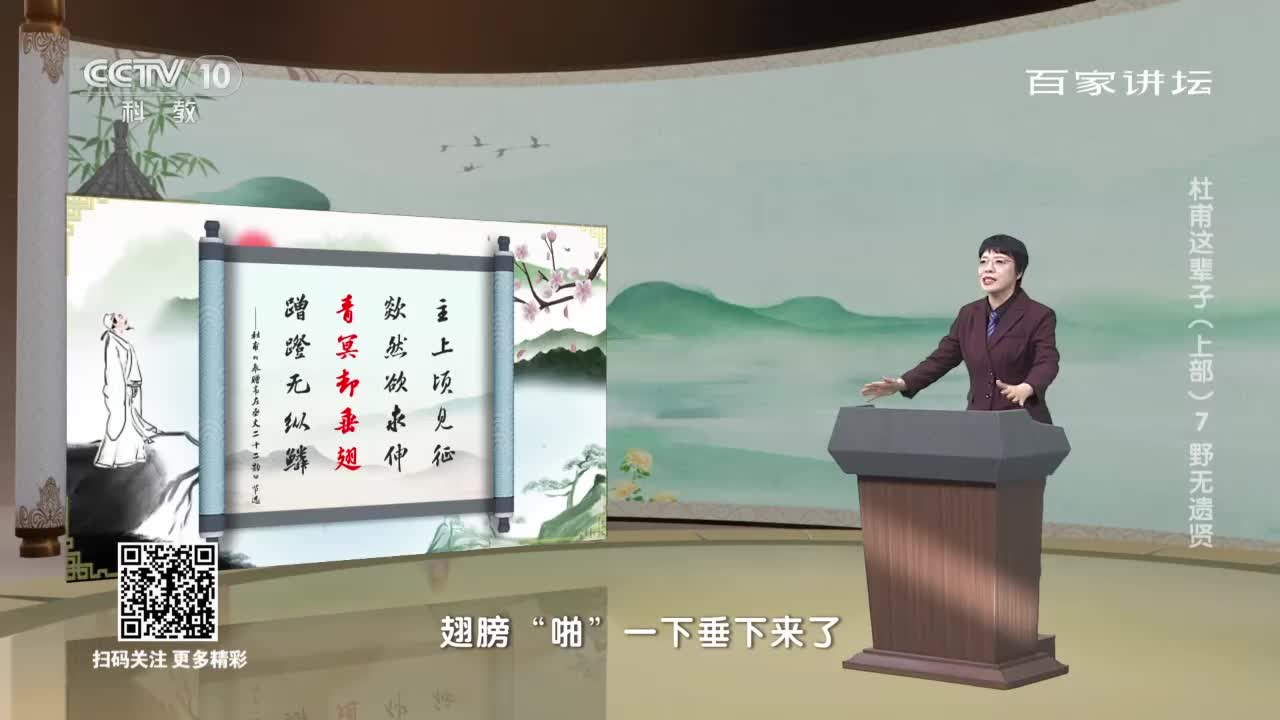 CCTV 10
科教
百家讲坛
杜甫这辈子（上部）7 野无遗贤
主上顷见征
欻然欲求伸
青冥却垂翅
蹭蹬无纵鳞
——杜甫《奉赠韦左丞丈二十二韵》节选
翅膀“啪”一下垂下来了
扫码关注 更多精彩